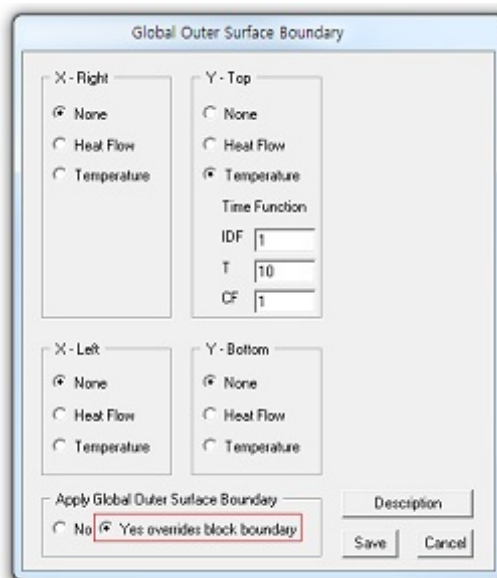 Global Outer Surface Boundary
X - Right
None
Heat Flow
Temperature
Y - Top
None
Heat Flow
Temperature
Time Function
IDF 1
T 10
CF 1
X - Left
None
Heat Flow
Temperature
Y - Bottom
None
Heat Flow
Temperature
Apply Global Outer Surface Boundary
No Yes overrides block boundary
Description
Save Cancel